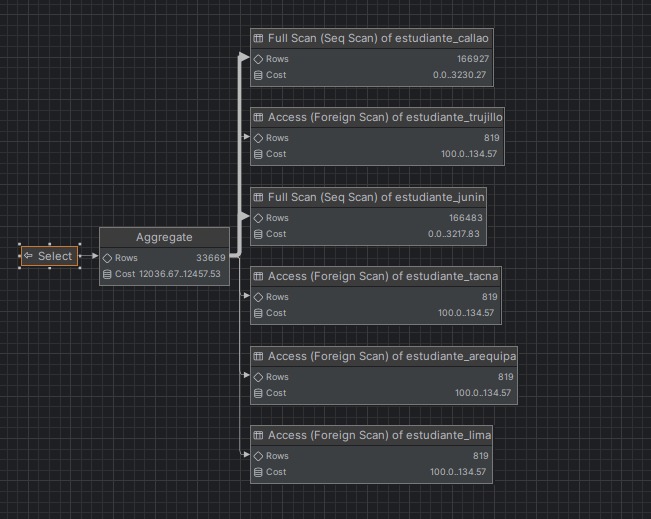 Full Scan (Seq Scan) of estudiante_callao
Rows 166927
Cost 0.0..3230.27
Access (Foreign Scan) of estudiante_trujillo
Rows 819
Cost 100.0..134.57
Full Scan (Seq Scan) of estudiante_junin
Rows 166483
Cost 0.0..3217.83
Select
Aggregate
Rows 33669
Cost 12036.67..12457.53
Access (Foreign Scan) of estudiante_tacna
Rows 819
Cost 100.0..134.57
Access (Foreign Scan) of estudiante_arequipa
Rows 819
Cost 100.0..134.57
Access (Foreign Scan) of estudiante_lima
Rows 819
Cost 100.0..134.57